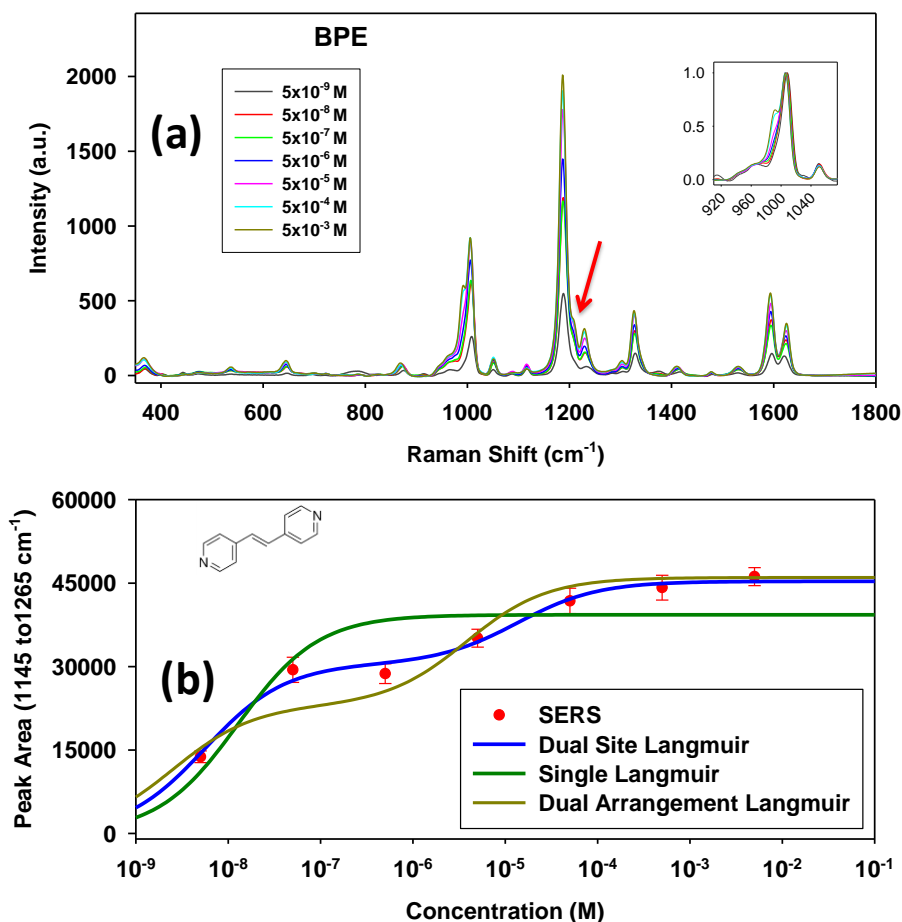 BPE
2000
1500
1000
500
0
Intensity (a.u.)
(a)
5x10⁻⁹ M
5x10⁻⁸ M
5x10⁻⁷ M
5x10⁻⁶ M
5x10⁻⁵ M
5x10⁻⁴ M
5x10⁻³ M
1.0
0.5
0.0
920 960 1000 1040
400 600 800 1000 1200 1400 1600 1800
Raman Shift (cm⁻¹)
60000
45000
30000
15000
0
Peak Area (1145 to1265 cm⁻¹)
N
N
(b)
SERS
Dual Site Langmuir
Single Langmuir
Dual Arrangement Langmuir
10⁻⁹ 10⁻⁸ 10⁻⁷ 10⁻⁶ 10⁻⁵ 10⁻⁴ 10⁻³ 10⁻² 10⁻¹
Concentration (M)